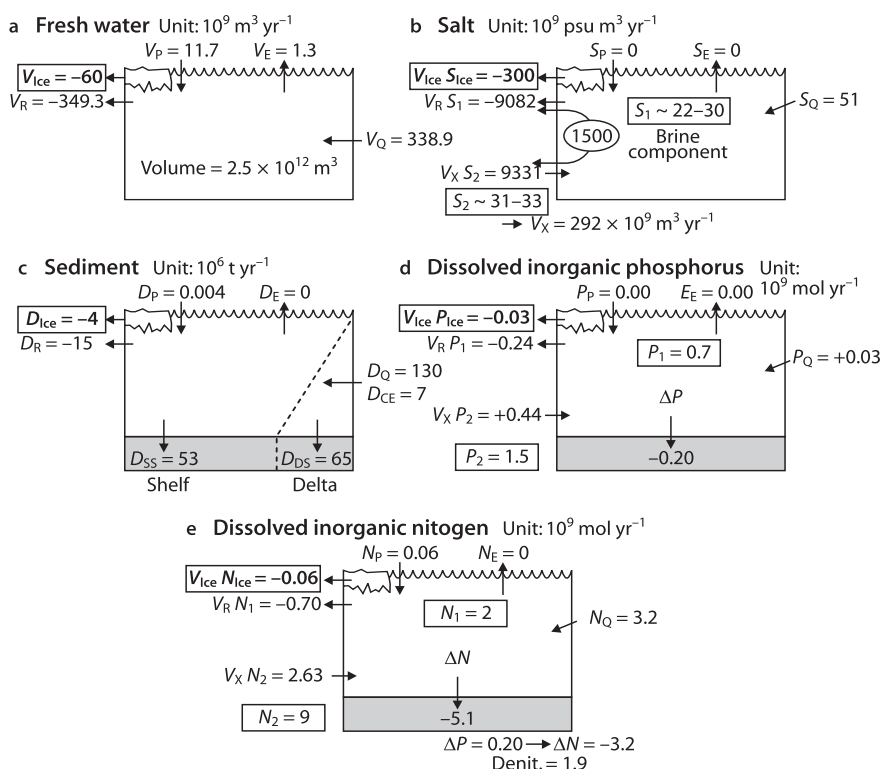 a Fresh water Unit: 10⁹ m³ yr⁻¹
V_P = 11.7 V_E = 1.3
V_Ice = –60
V_R = –349.3
V_Q = 338.9
Volume = 2.5 × 10¹² m³
b Salt Unit: 10⁹ psu m³ yr⁻¹
S_P = 0 S_E = 0
V_Ice S_Ice = –300
V_R S_1 = –9082
S_1 ~ 22–30
S_Q = 51
1500
Brine
component
V_X S_2 = 9331
S_2 ~ 31–33
V_X = 292 × 10⁹ m³ yr⁻¹
c Sediment Unit: 10⁶ t yr⁻¹
D_P = 0.004 D_E = 0
D_Ice = –4
D_R = –15
D_Q = 130
D_CE = 7
D_SS = 53 D_DS = 65
Shelf Delta
d Dissolved inorganic phosphorus Unit:
10⁹ mol yr⁻¹
P_P = 0.00 E_E = 0.00
V_Ice P_Ice = –0.03
V_R P_1 = –0.24
P_1 = 0.7
P_Q = +0.03
ΔP
V_X P_2 = +0.44
P_2 = 1.5
–0.20
e Dissolved inorganic nitogen Unit: 10⁹ mol yr⁻¹
N_P = 0.06 N_E = 0
V_Ice N_Ice = –0.06
V_R N_1 = –0.70
N_1 = 2
N_Q = 3.2
ΔN
V_X N_2 = 2.63
N_2 = 9
–5.1
ΔP = 0.20 → ΔN = –3.2
Denit. = 1.9